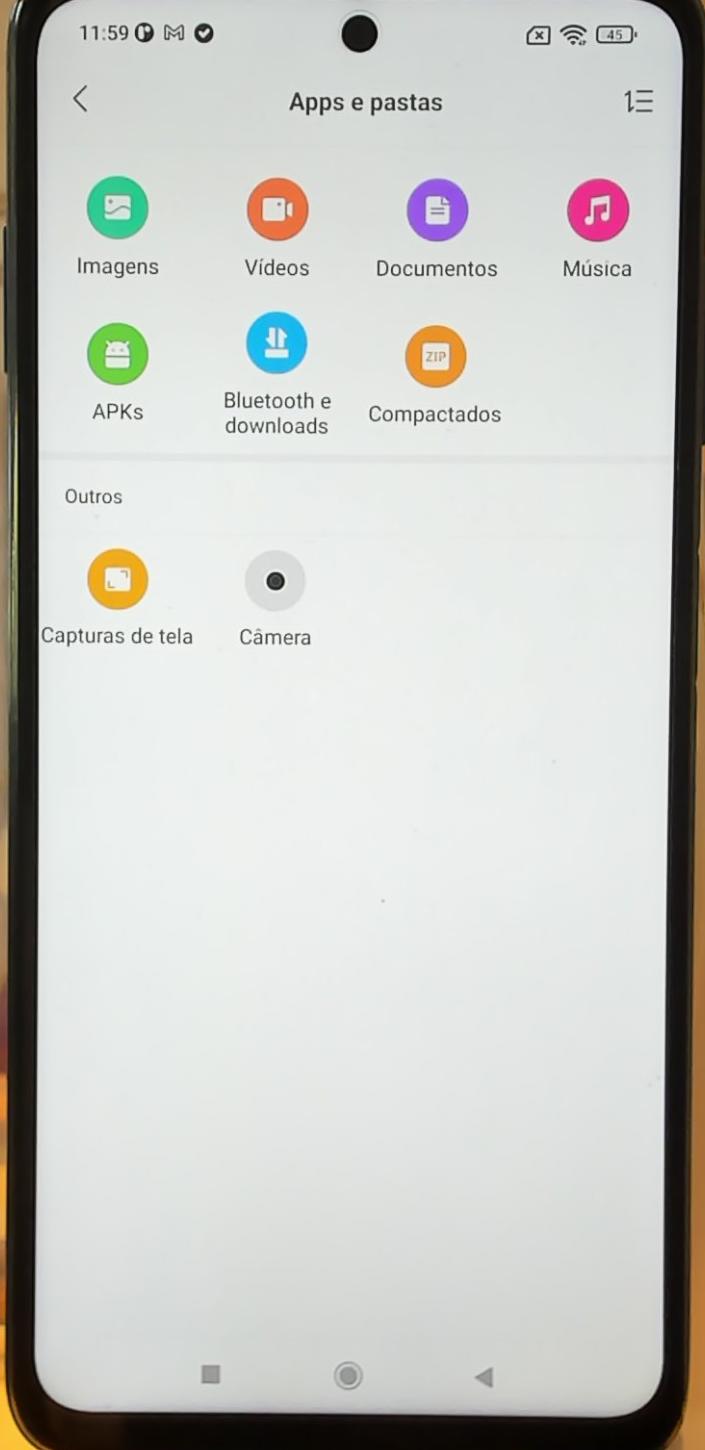 11:59
45
Apps e pastas
Imagens
Vídeos
Documentos
Música
APKs
Bluetooth e
downloads
ZIP
Compactados
Outros
Capturas de tela
Câmera